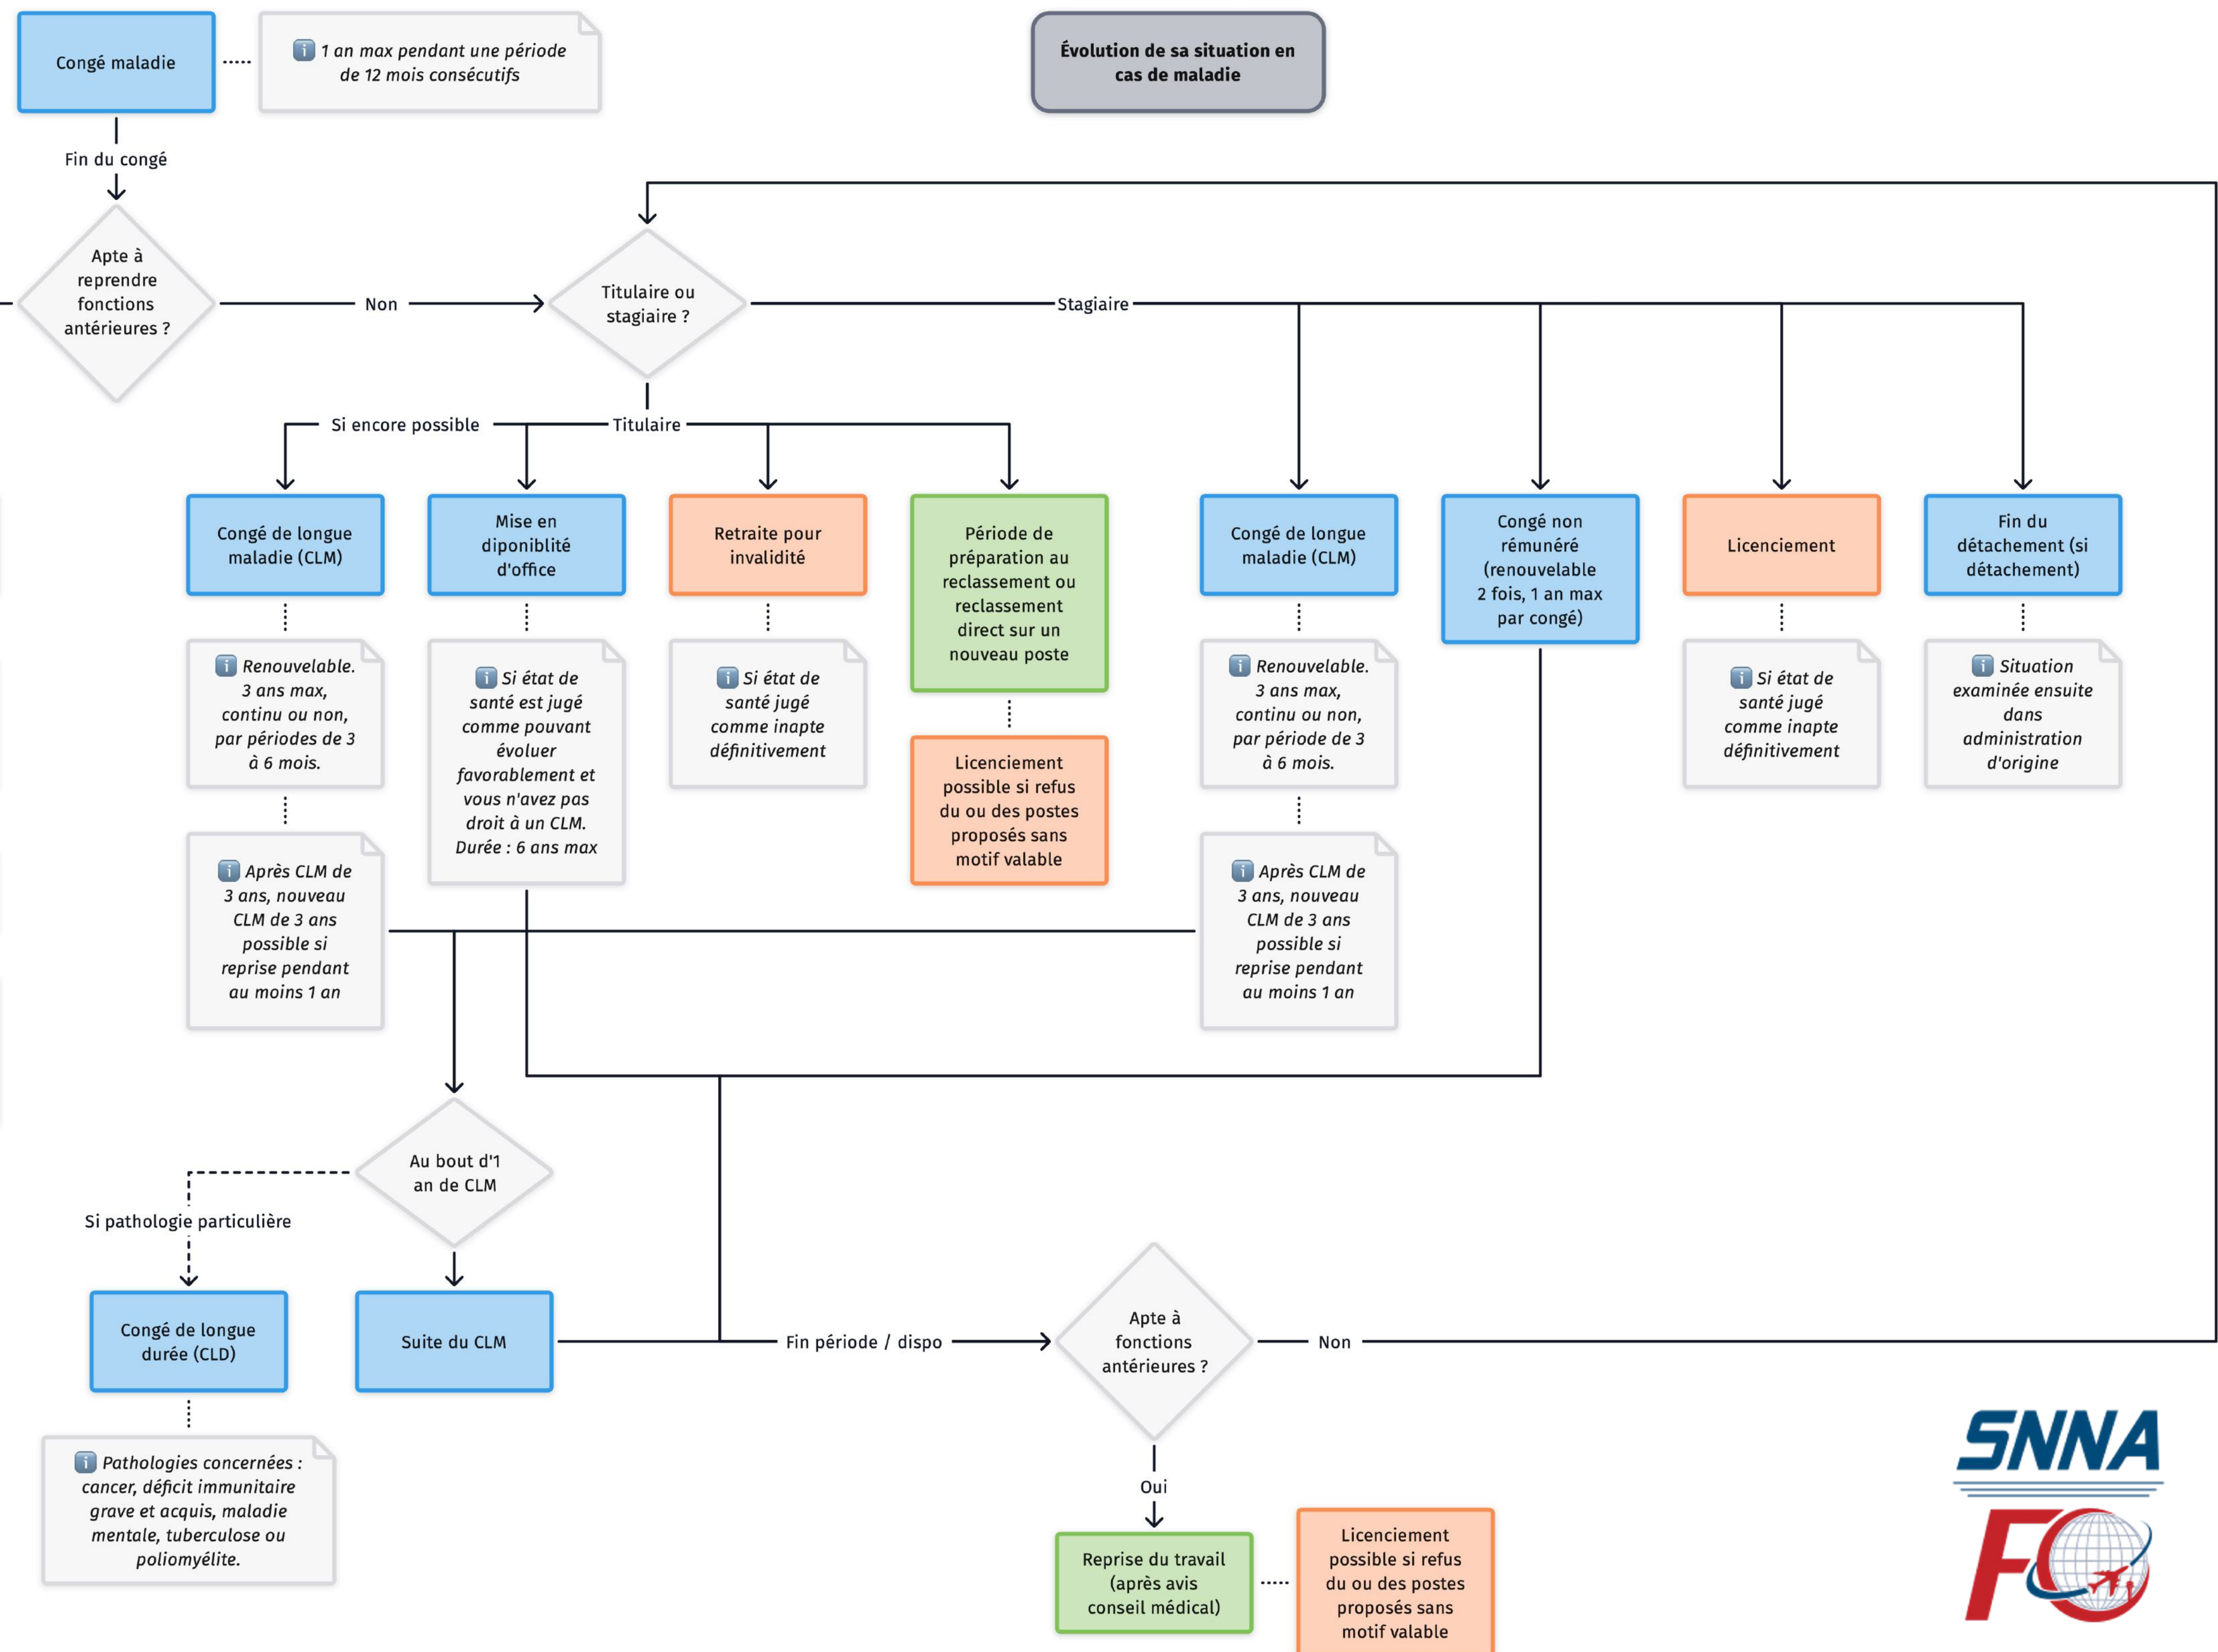 Congé maladie
1 an max pendant une période
de 12 mois consécutifs
Évolution de sa situation en
cas de maladie
Fin du congé
Apte à
reprendre
fonctions
antérieures ?
Non
Titulaire ou
stagiaire ?
Stagiaire
Si encore possible
Titulaire
Congé de longue
maladie (CLM)
Mise en
diponiblité
d'office
Retraite pour
invalidité
Période de
préparation au
reclassement ou
reclassement
direct sur un
nouveau poste
Congé de longue
maladie (CLM)
Congé non
rémunéré
(renouvelable
2 fois, 1 an max
par congé)
Licenciement
Fin du
détachement (si
détachement)
Renouvelable.
3 ans max,
continu ou non,
par périodes de 3
à 6 mois.
Si état de
santé est jugé
comme pouvant
évoluer
favorablement et
vous n'avez pas
droit à un CLM.
Durée : 6 ans max
Si état de
santé jugé
comme inapte
définitivement
Licenciement
possible si refus
du ou des postes
proposés sans
motif valable
Renouvelable.
3 ans max,
continu ou non,
par période de 3
à 6 mois.
Si état de
santé jugé
comme inapte
définitivement
Situation
examinée ensuite
dans
administration
d'origine
Après CLM de
3 ans, nouveau
CLM de 3 ans
possible si
reprise pendant
au moins 1 an
Après CLM de
3 ans, nouveau
CLM de 3 ans
possible si
reprise pendant
au moins 1 an
Au bout d'1
an de CLM
Si pathologie particulière
Congé de longue
durée (CLD)
Suite du CLM
Fin période / dispo
Apte à
fonctions
antérieures ?
Non
Pathologies concernées :
cancer, déficit immunitaire
grave et acquis, maladie
mentale, tuberculose ou
poliomyélite.
Oui
Reprise du travail
(après avis
conseil médical)
Licenciement
possible si refus
du ou des postes
proposés sans
motif valable
SNNA
FO